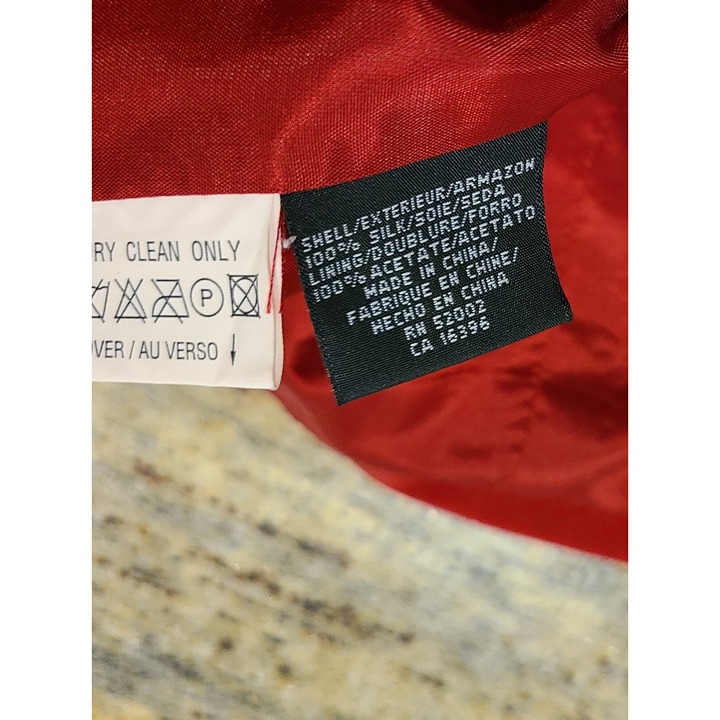 RY CLEAN ONLY
P
OVER / AU VERSO ↓
SHELL/EXTERIEUR/ARMAZON
100% SILK/SOIE/SEDA
LINING/DOUBLURE/FORRO
100% ACETATE/ACETATO
MADE IN CHINA/
FABRIQUE EN CHINE/
HECHO EN CHINA
RN 52002
CA 16396